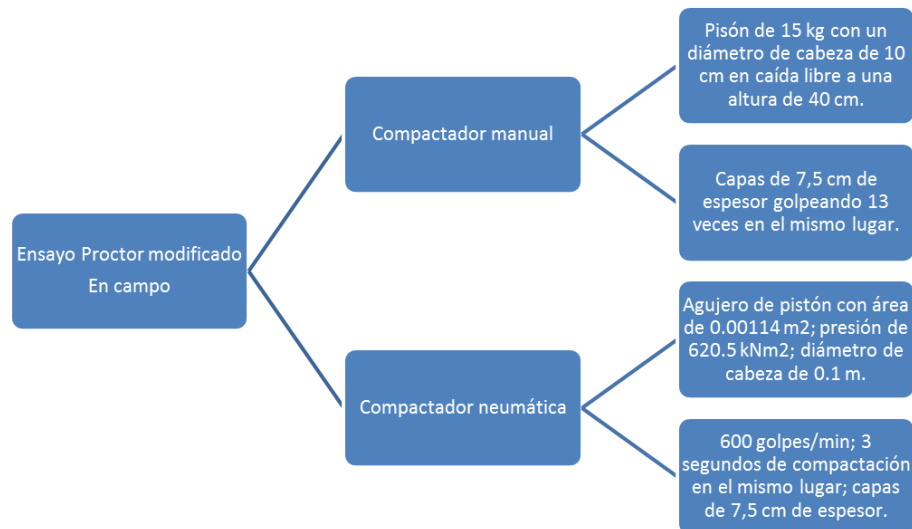 Ensayo Proctor modificado
En campo
Compactador manual
Pisón de 15 kg con un
diámetro de cabeza de 10
cm en caída libre a una
altura de 40 cm.
Capas de 7,5 cm de
espesor golpeando 13
veces en el mismo lugar.
Compactador neumática
Agujero de pistón con área
de 0.00114 m2; presión de
620.5 kNm2; diámetro de
cabeza de 0.1 m.
600 golpes/min; 3
segundos de compactación
en el mismo lugar; capas
de 7,5 cm de espesor.